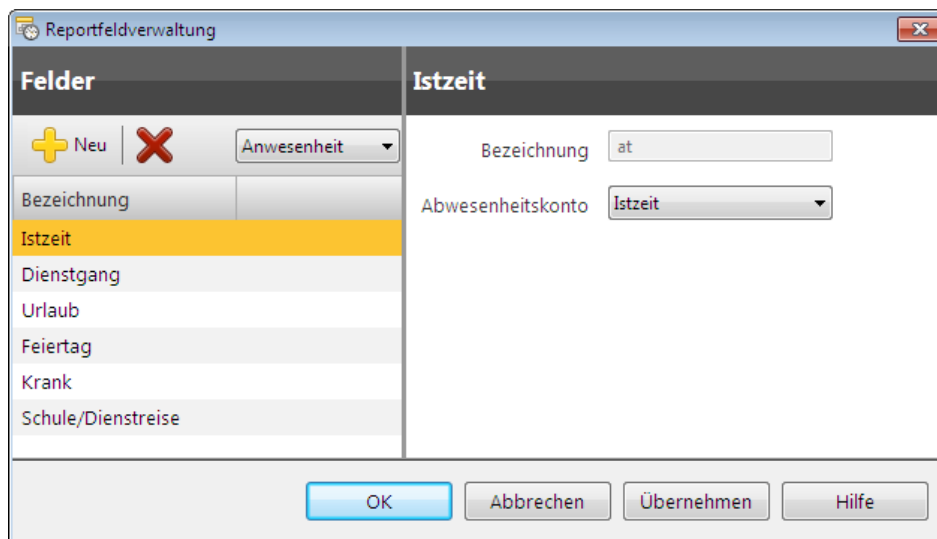 Reportfeldverwaltung
Felder
Istzeit
Neu
Anwesenheit
Bezeichnung
at
Bezeichnung
Abwesenheitskonto
Istzeit
Istzeit
Dienstgang
Urlaub
Feiertag
Krank
Schule/Dienstreise
OK
Abbrechen
Übernehmen
Hilfe